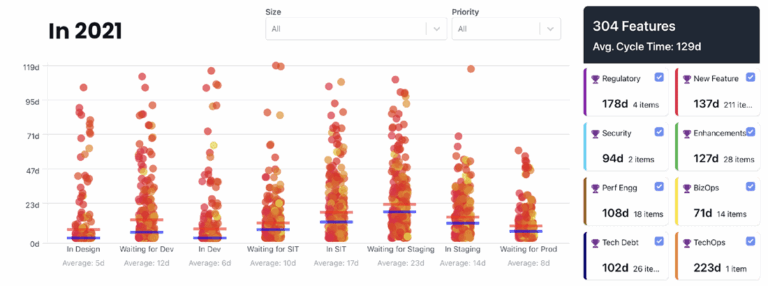 In 2021
Size
All
Priority
All
304 Features
Avg. Cycle Time: 129d
Regulatory
178d 4 items
New Feature
137d 211 ite...
Security
94d 2 items
Enhancements
127d 28 items
Perf Engg
108d 18 items
BizOps
71d 14 items
Tech Debt
102d 26 ite...
TechOps
223d 1 item
119d
95d
71d
47d
23d
0d
In Design
Waiting for Dev
In Dev
Waiting for SIT
In SIT
Waiting for Staging
In Staging
Waiting for Prod
Average: 5d
Average: 12d
Average: 6d
Average: 10d
Average: 17d
Average: 23d
Average: 14d
Average: 8d